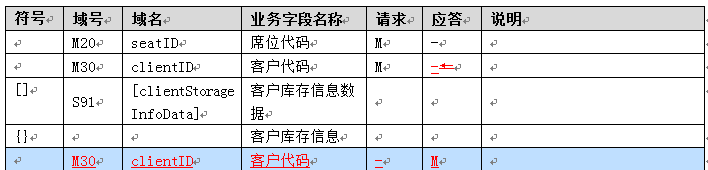 符号 域号 域名 业务字段名称 请求 应答 说明
M20 seatID 席位代码 M -
M30 clientID 客户代码 M -
[] S91 [clientStorage 客户库存信息数
InfoData] 据
{} 客户库存信息
M30 clientID 客户代码 - M